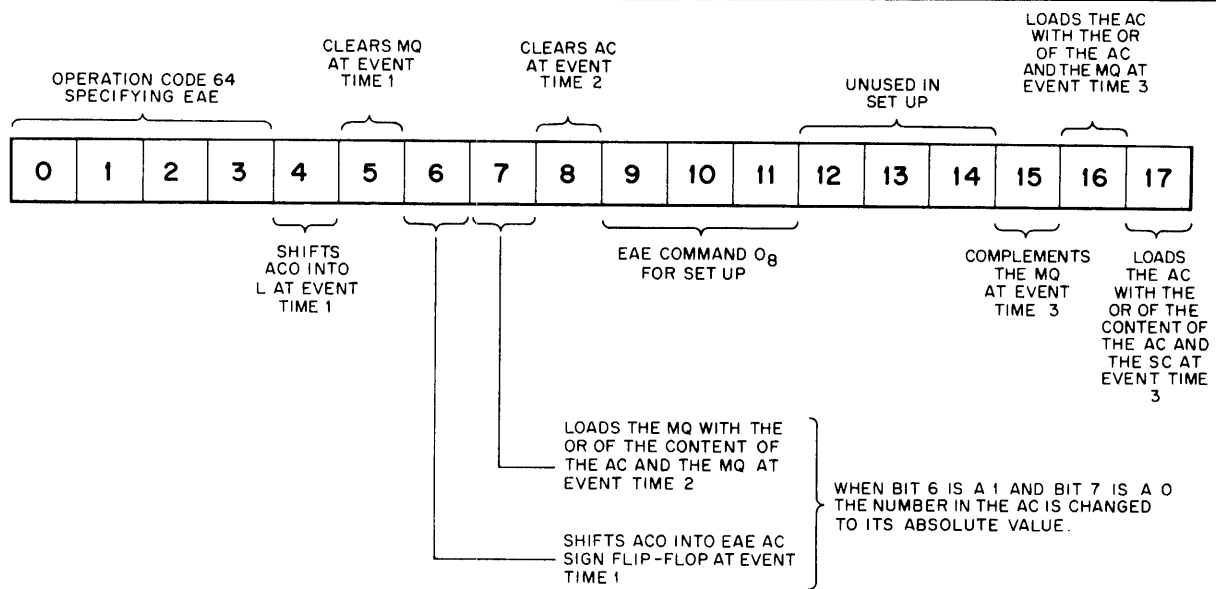 OPERATION CODE 64
SPECIFYING EAE
CLEARS MQ
AT EVENT
TIME 1
CLEARS AC
AT EVENT
TIME 2
UNUSED IN
SET UP
LOADS THE AC
WITH THE OR
OF THE AC
AND THE MQ AT
EVENT TIME 3
0 1 2 3 4 5 6 7 8 9 10 11 12 13 14 15 16 17
SHIFTS
ACO INTO
L AT EVENT
TIME 1
EAE COMMAND O8
FOR SET UP
COMPLEMENTS
THE MQ
AT EVENT
TIME 3
LOADS
THE AC
WITH THE
OR OF THE
CONTENT OF
THE AC AND
THE SC AT
EVENT TIME
3
LOADS THE MQ WITH THE
OR OF THE CONTENT OF
THE AC AND THE MQ AT
EVENT TIME 2
SHIFTS ACO INTO EAE AC
SIGN FLIP-FLOP AT EVENT
TIME 1
WHEN BIT 6 IS A 1 AND BIT 7 IS A 0
THE NUMBER IN THE AC IS CHANGED
TO ITS ABSOLUTE VALUE.